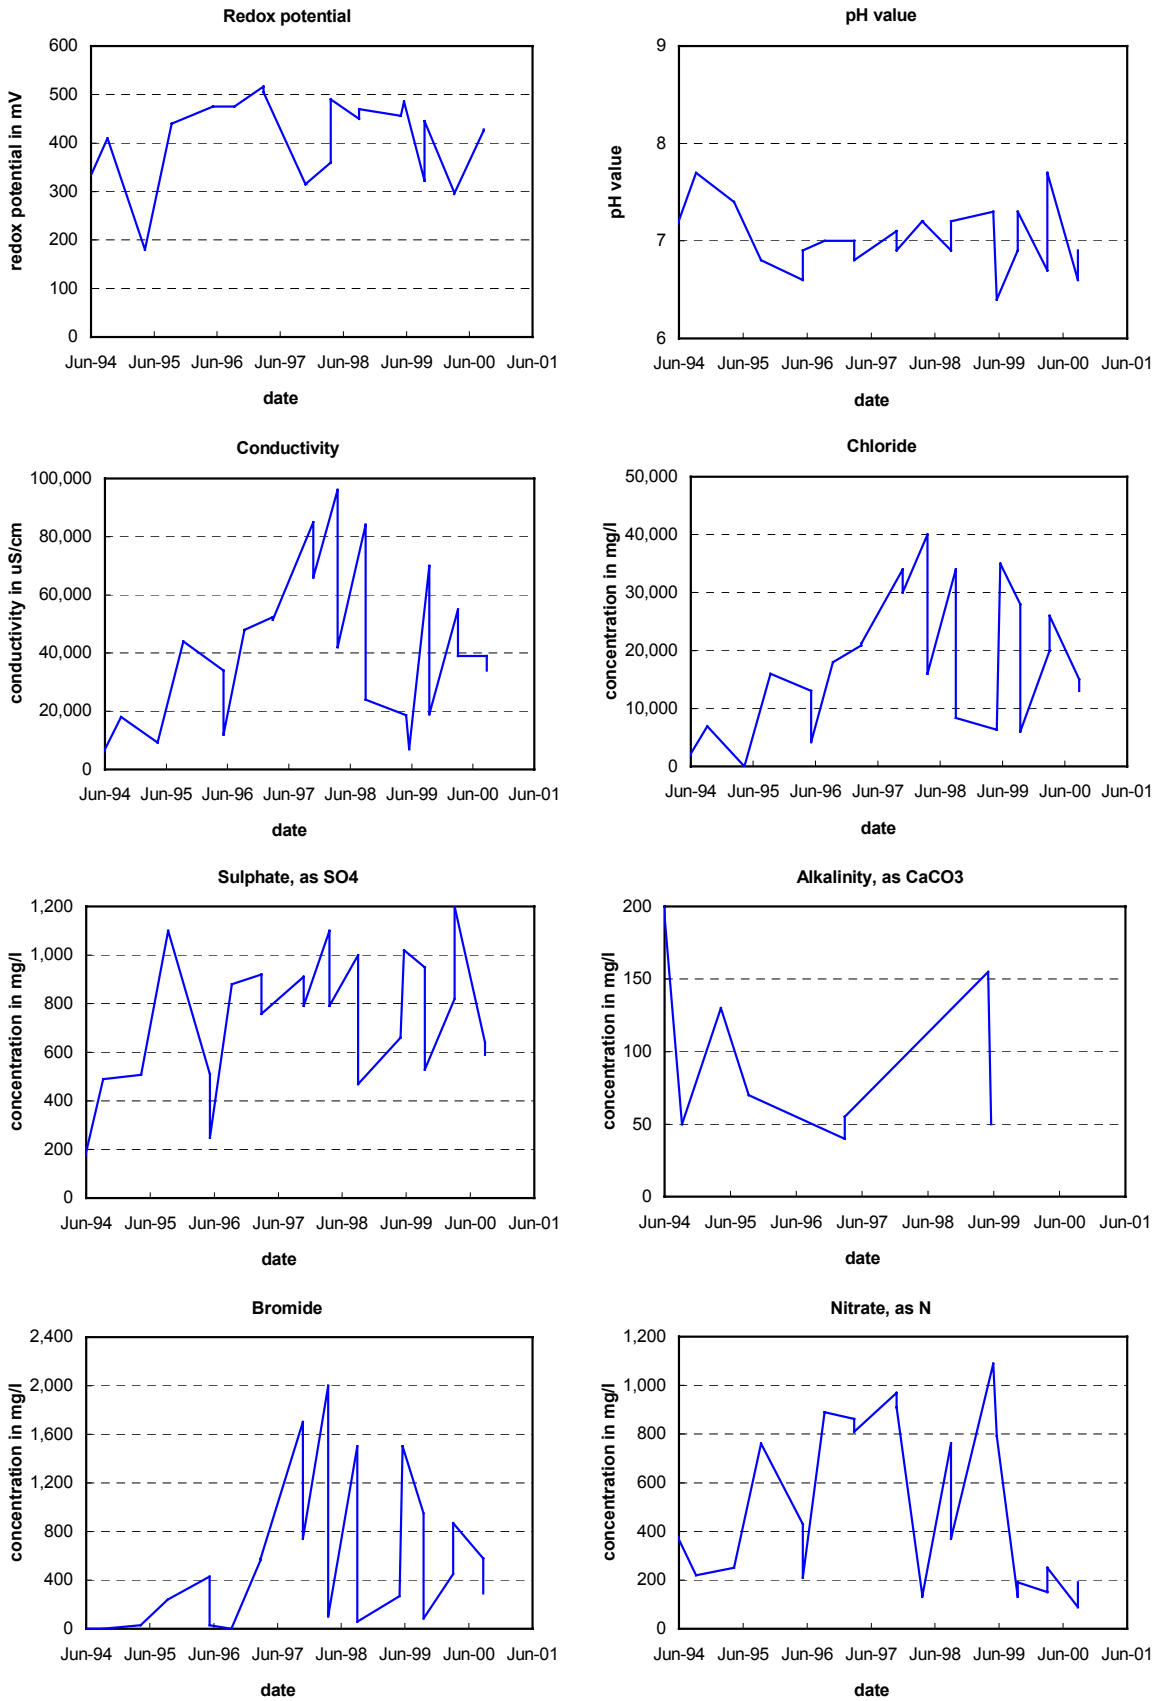 Redox potential
redox potential in mV
600
500
400
300
200
100
0
Jun-94 Jun-95 Jun-96 Jun-97 Jun-98 Jun-99 Jun-00 Jun-01
date
pH value
pH value
9
8
7
6
Jun-94 Jun-95 Jun-96 Jun-97 Jun-98 Jun-99 Jun-00 Jun-01
date
Conductivity
conductivity in uS/cm
100,000
80,000
60,000
40,000
20,000
0
Jun-94 Jun-95 Jun-96 Jun-97 Jun-98 Jun-99 Jun-00 Jun-01
date
Chloride
concentration in mg/l
50,000
40,000
30,000
20,000
10,000
0
Jun-94 Jun-95 Jun-96 Jun-97 Jun-98 Jun-99 Jun-00 Jun-01
date
Sulphate, as SO4
concentration in mg/l
1,200
1,000
800
600
400
200
0
Jun-94 Jun-95 Jun-96 Jun-97 Jun-98 Jun-99 Jun-00 Jun-01
date
Alkalinity, as CaCO3
concentration in mg/l
200
150
100
50
0
Jun-94 Jun-95 Jun-96 Jun-97 Jun-98 Jun-99 Jun-00 Jun-01
date
Bromide
concentration in mg/l
2,400
2,000
1,600
1,200
800
400
0
Jun-94 Jun-95 Jun-96 Jun-97 Jun-98 Jun-99 Jun-00 Jun-01
date
Nitrate, as N
concentration in mg/l
1,200
1,000
800
600
400
200
0
Jun-94 Jun-95 Jun-96 Jun-97 Jun-98 Jun-99 Jun-00 Jun-01
date